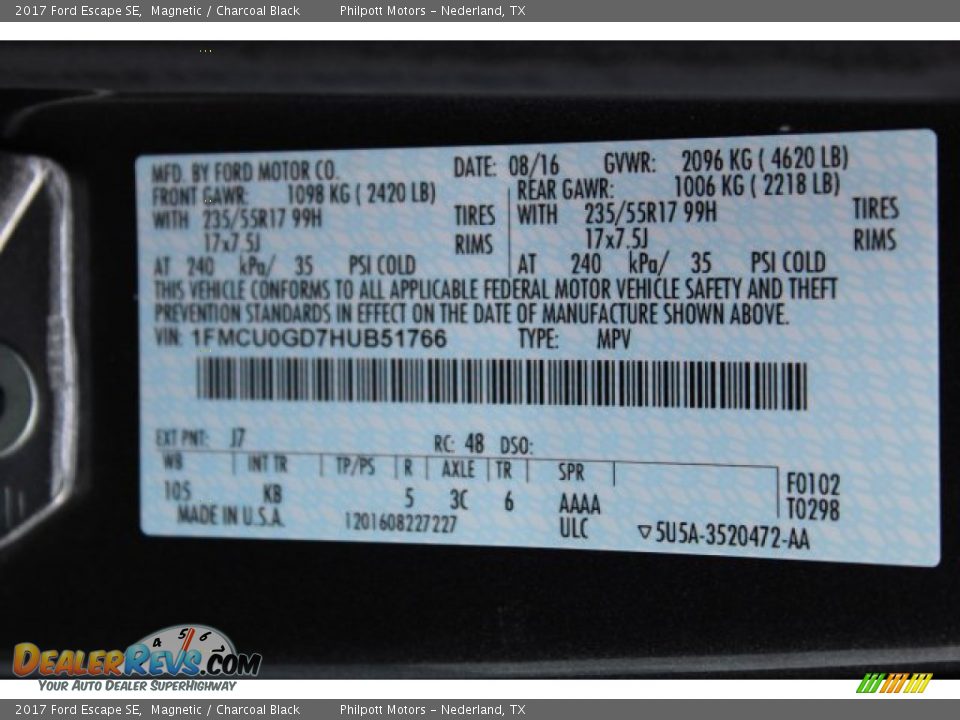 2017 Ford Escape SE, Magnetic / Charcoal Black Philpott Motors - Nederland, TX
MFD. BY FORD MOTOR CO. DATE: 08/16 GVWR: 2096 KG ( 4620 LB)
FRONT GAWR: 1098 KG ( 2420 LB) REAR GAWR: 1006 KG ( 2218 LB)
WITH 235/55R17 99H TIRES WITH 235/55R17 99H TIRES
17x7.5J RIMS 17x7.5J RIMS
AT 240 kPa/ 35 PSI COLD AT 240 kPa/ 35 PSI COLD
THIS VEHICLE CONFORMS TO ALL APPLICABLE FEDERAL MOTOR VEHICLE SAFETY AND THEFT
PREVENTION STANDARDS IN EFFECT ON THE DATE OF MANUFACTURE SHOWN ABOVE.
VIN: 1FMCU0GD7HUB51766 TYPE: MPV
EXT PNT: J7 RC: 48 DSO:
WB INT TR TP/PS R AXLE TR SPR F0102
105 KB 5 3C 6 AAAA T0298
MADE IN U.S.A. 1201608227227 ULC ▽5U5A-3520472-AA
4 5 6
DEALERREVS.COM
YOUR AUTO DEALER SUPERHIGHWAY
2017 Ford Escape SE, Magnetic / Charcoal Black Philpott Motors - Nederland, TX